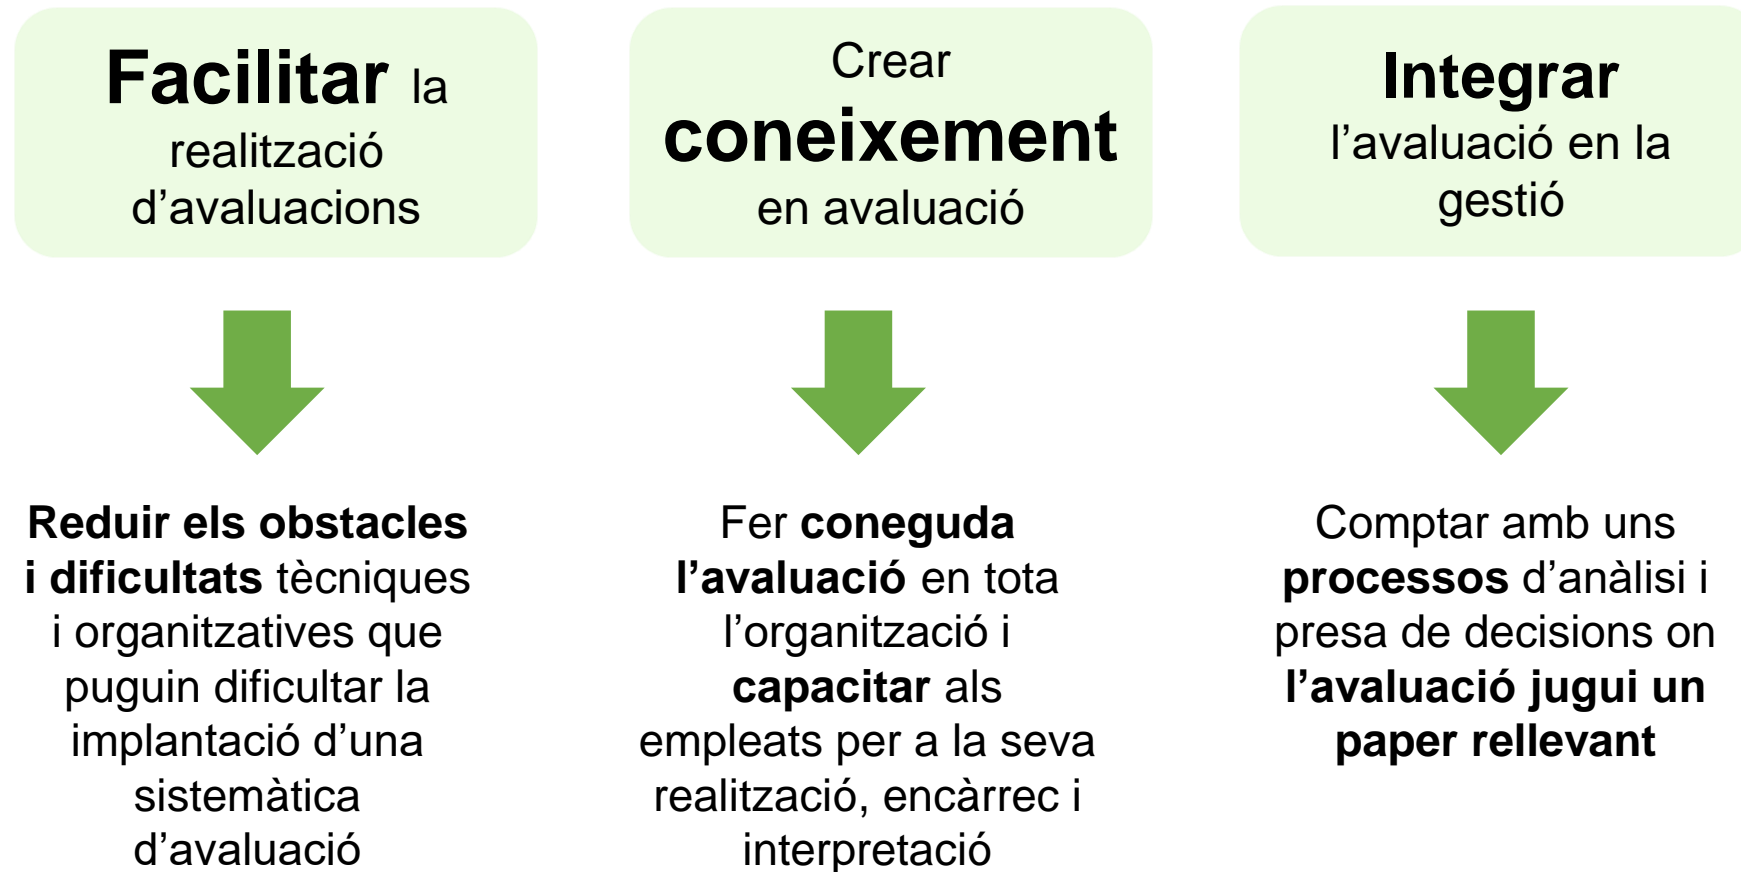 Facilitar la
realització
d’avaluacions
Crear
coneixement
en avaluació
Integrar
l’avaluació en la
gestió
Reduir els obstacles
i dificultats tècniques
i organitzatives que
puguin dificultar la
implantació d’una
sistemàtica
d’avaluació
Fer coneguda
l’avaluació en tota
l’organització i
capacitar als
empleats per a la seva
realització, encàrrec i
interpretació
Comptar amb uns
processos d’anàlisi i
presa de decisions on
l’avaluació jugui un
paper rellevant